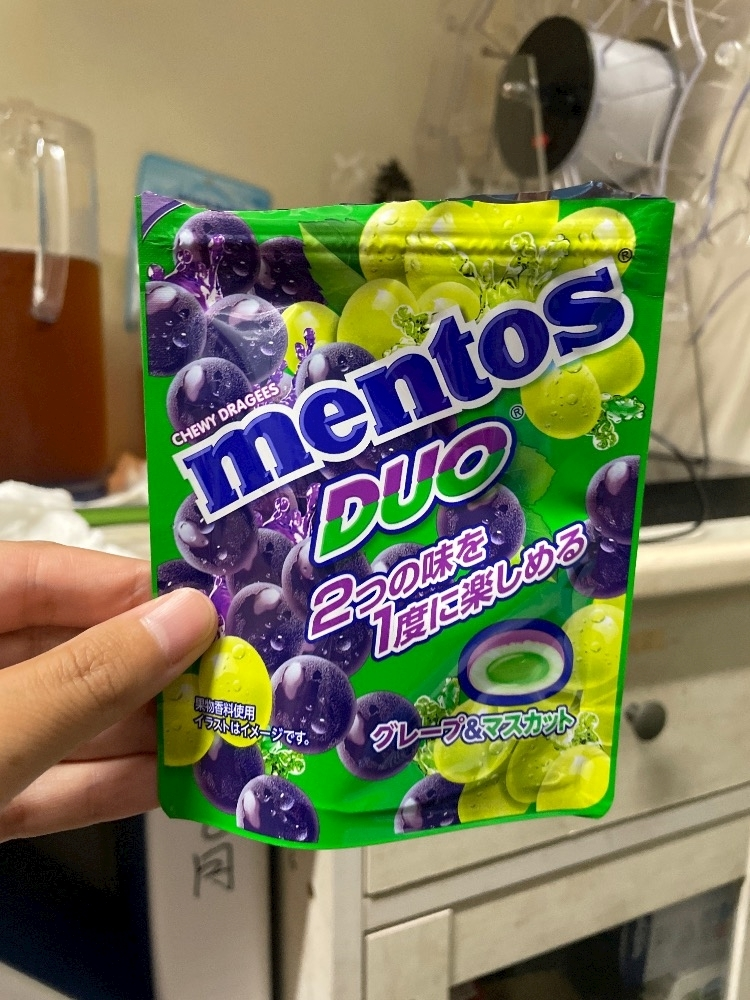 CHEWY DRAGEES
mentos®
DUO®
2つの味を
1度に楽しめる
グレープ&マスカット
果物香料使用
イラストはイメージです。
月